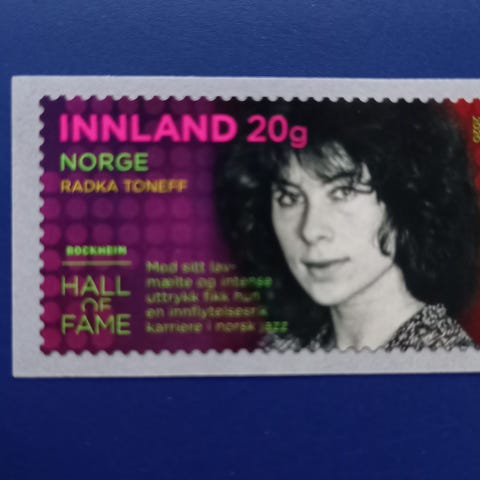 INNLAND 20g
NORGE
RADKA TONEFF
ROCKHEIM
HALL
OF
FAME
Med sitt lav-
mælte og intense
uttrykk fikk hun
en innflytelsesrik
karriere i norsk jazz